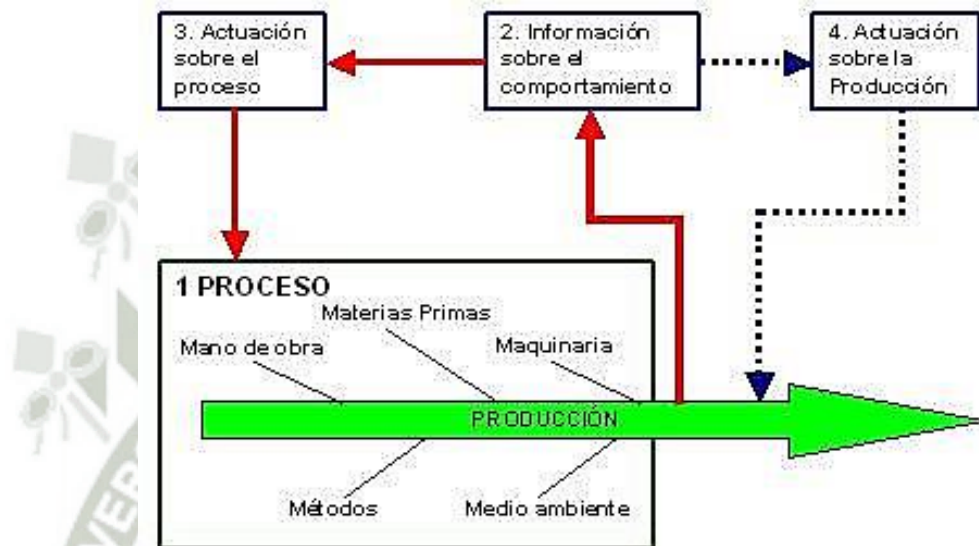 3. Actuación
sobre el
proceso
2. Información
sobre el
comportamiento
4. Actuación
sobre la
Producción
1 PROCESO
Materias Primas
Mano de obra
Maquinaria
PRODUCCIÓN
Métodos
Medio ambiente